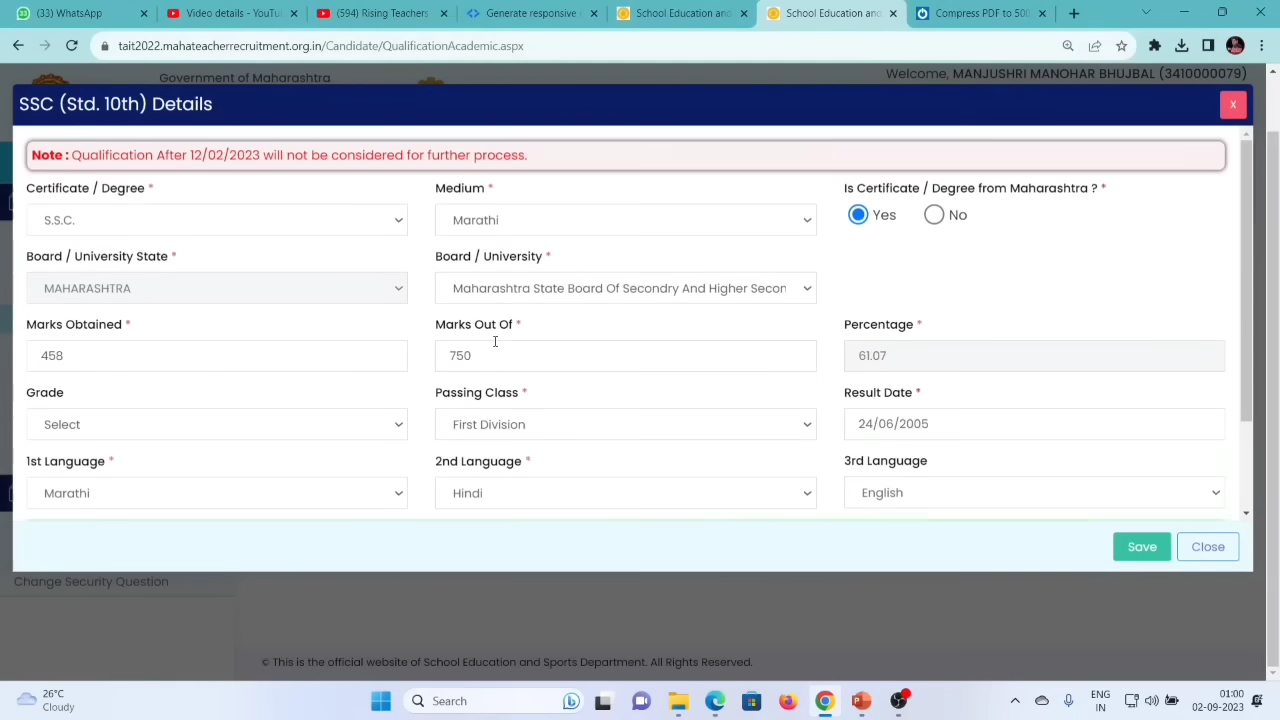 (33) WhatsApp
Video details - YouTu
(594) Rising Teachers
Generate responsive c
School Education and
School Education and
Compress PDF to 500
tait2022.mahateacherrecruitment.org.in/Candidate/QualificationAcademic.aspx
Government of Maharashtra
Welcome, MANJUSHRI MANOHAR BHUJBAL (3410000079)
SSC (Std. 10th) Details
X
Note : Qualification After 12/02/2023 will not be considered for further process.
Certificate / Degree *
Medium *
Is Certificate / Degree from Maharashtra ? *
S.S.C.
Marathi
Yes
No
Board / University State *
Board / University *
MAHARASHTRA
Maharashtra State Board Of Secondry And Higher Secon
Marks Obtained *
Marks Out Of *
Percentage *
458
750
61.07
Grade
Passing Class *
Result Date *
Select
First Division
24/06/2005
1st Language *
2nd Language *
3rd Language
Marathi
Hindi
English
Save
Close
Change Security Question
© This is the official website of School Education and Sports Department. All Rights Reserved.
26°C
Cloudy
Search
ENG
IN
01:00
02-09-2023